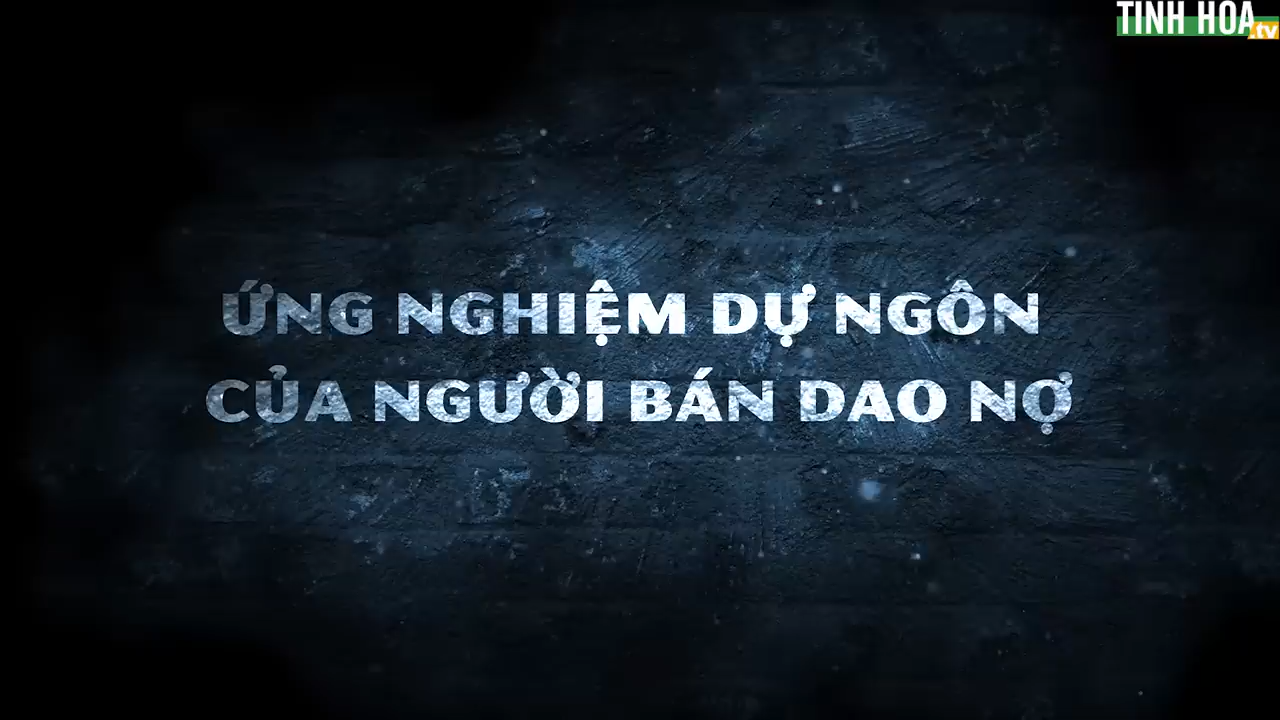 TINH HOA
.tv
ỨNG NGHIỆM DỰ NGÔN
CỦA NGƯỜI BÁN DAO NỢ